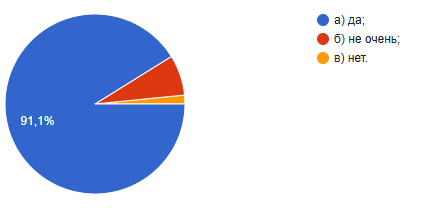 а) да;
б) не очень;
в) нет.
91,1%